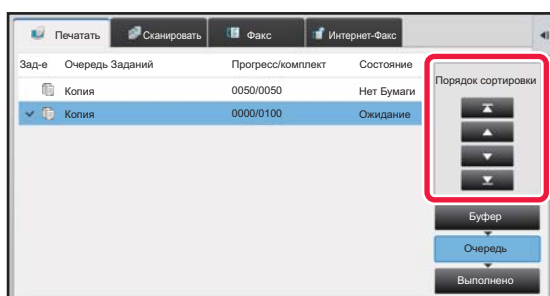 Печатать Сканировать Факс Интернет-Факс
Зад-е Очередь Заданий Прогресс/комплект Состояние
Копия 0050/0050 Нет Бумаги
Копия 0000/0100 Ожидание
Порядок сортировки
Буфер
Очередь
Выполнено